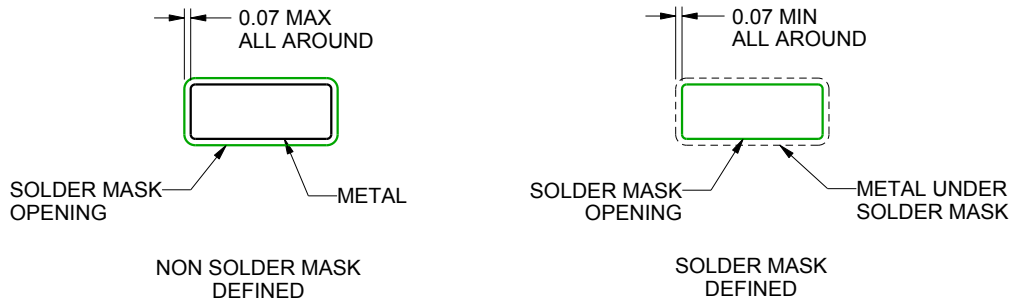 0.07 MAX
ALL AROUND
SOLDER MASK
OPENING
METAL
NON SOLDER MASK
DEFINED
0.07 MIN
ALL AROUND
SOLDER MASK
OPENING
METAL UNDER
SOLDER MASK
SOLDER MASK
DEFINED